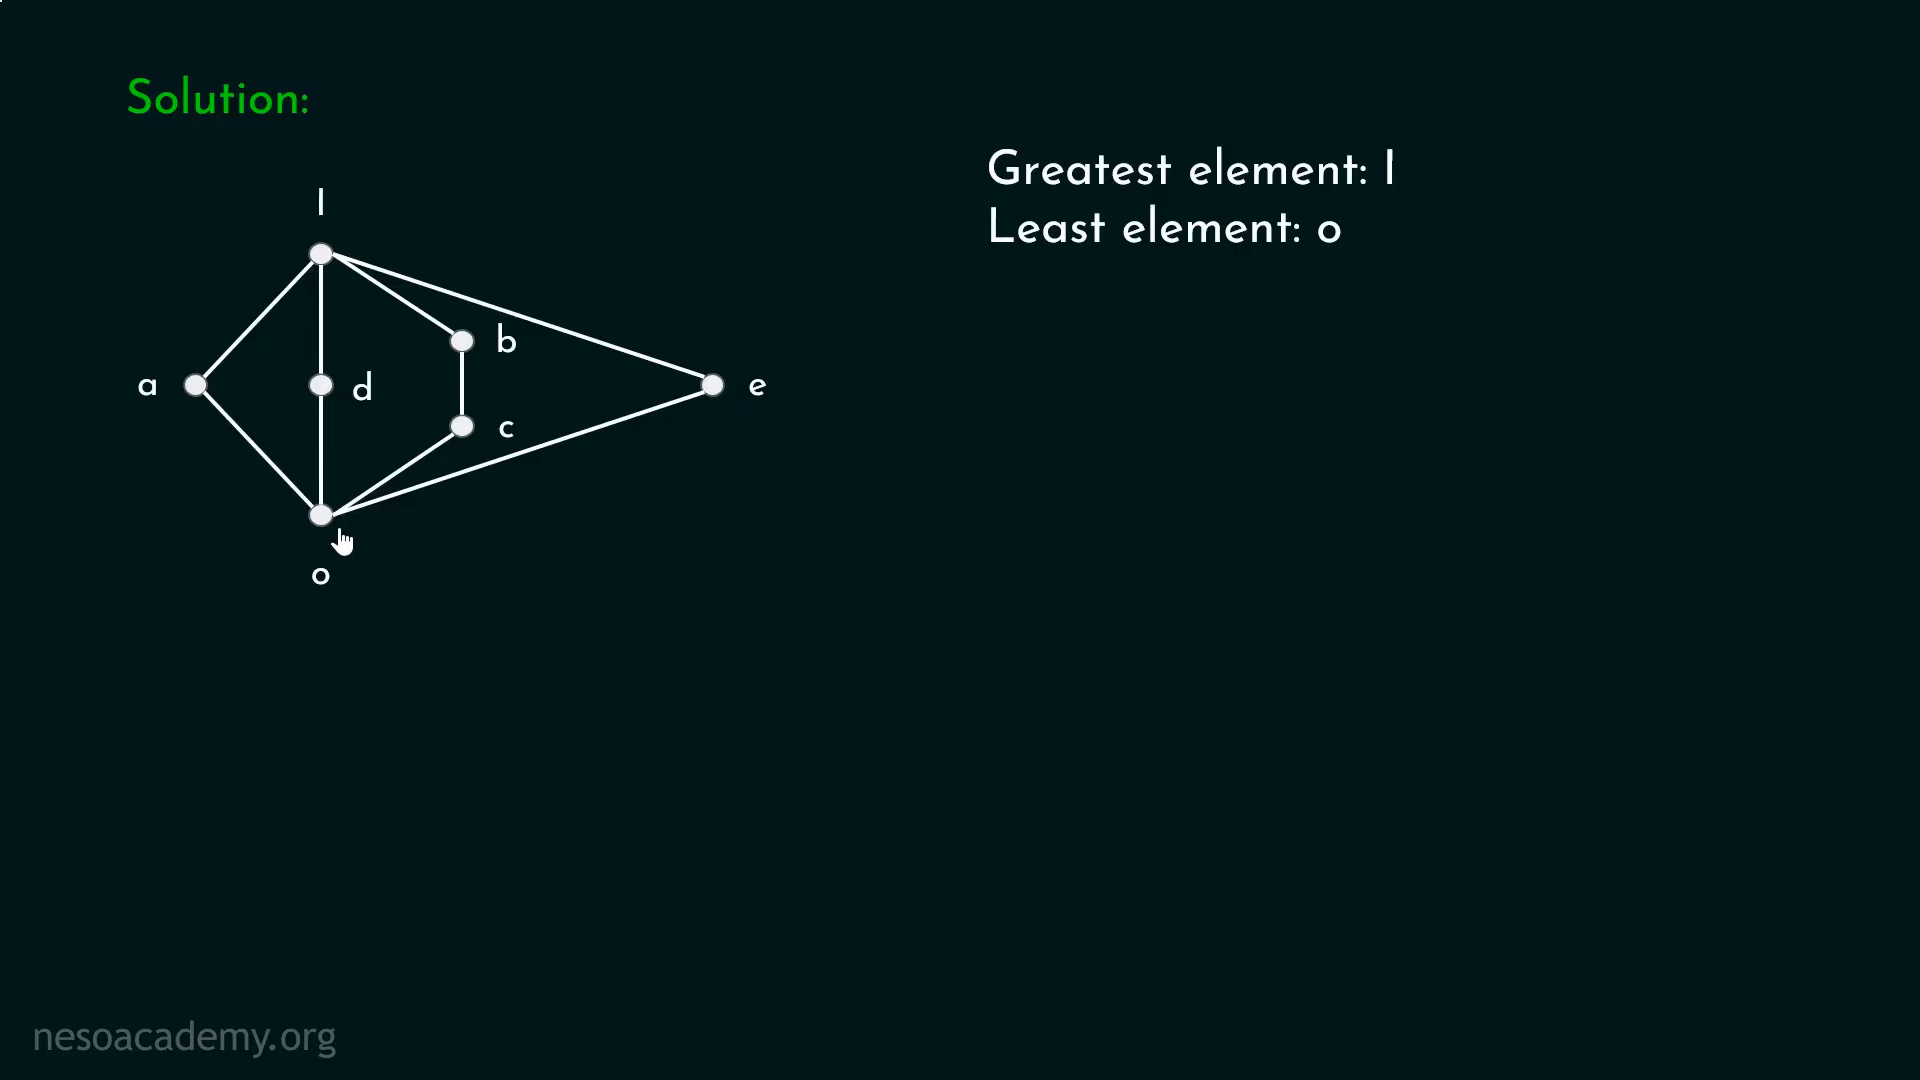 Solution:
Greatest element: I
Least element: o
I
b
a
d
e
c
o
nesoacademy.org